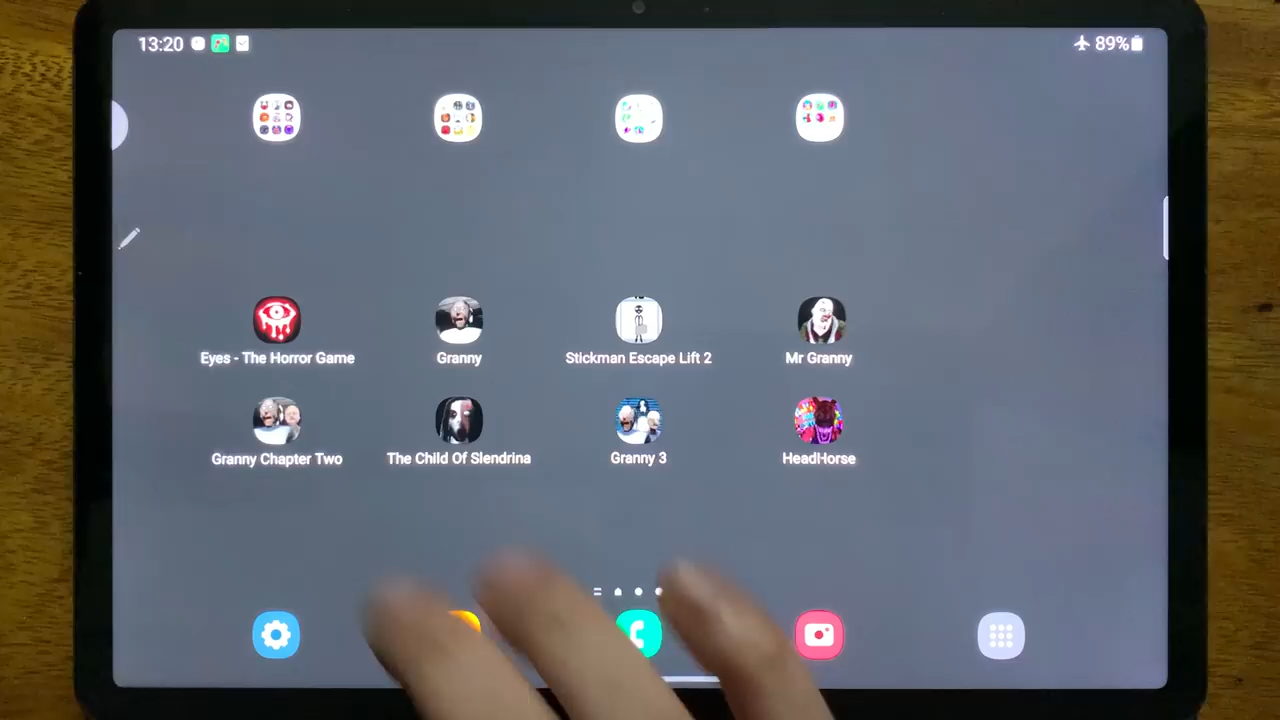 13:20
89%
Eyes - The Horror Game
Granny
Stickman Escape Lift 2
Mr Granny
Granny Chapter Two
The Child Of Slendrina
Granny 3
HeadHorse